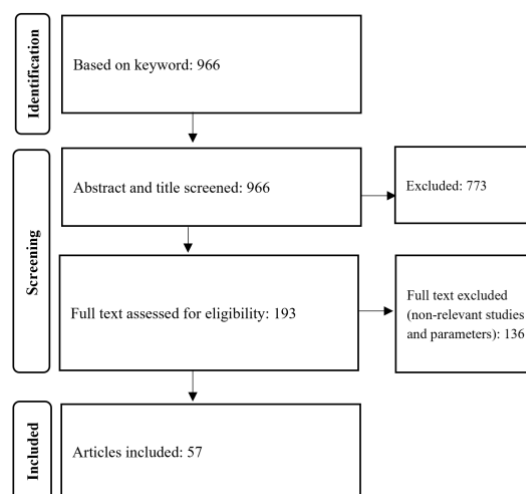 Identification
Based on keyword: 966
Screening
Abstract and title screened: 966
Excluded: 773
Full text assessed for eligibility: 193
Full text excluded
(non-relevant studies
and parameters): 136
Included
Articles included: 57